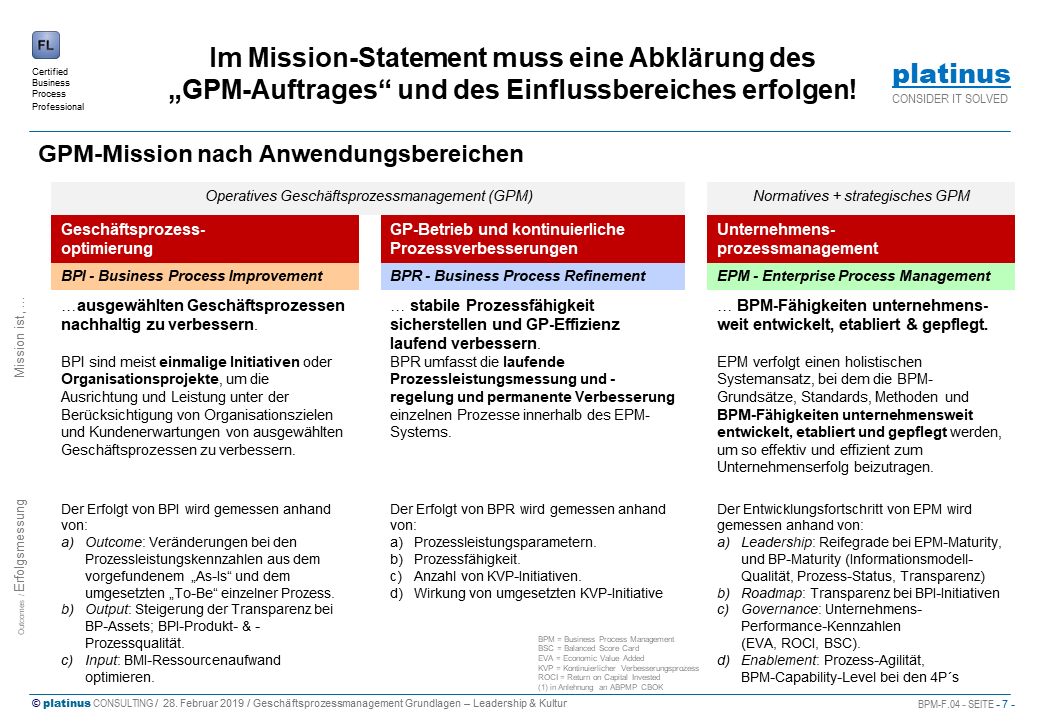 FL
Certified
Business
Process
Professional
Im Mission-Statement muss eine Abklärung des
„GPM-Auftrages“ und des Einflussbereiches erfolgen!
platinus
CONSIDER IT SOLVED
GPM-Mission nach Anwendungsbereichen
Operatives Geschäftsprozessmanagement (GPM)
Normatives + strategisches GPM
Geschäftsprozess-
optimierung
BPI - Business Process Improvement
GP-Betrieb und kontinuierliche
Prozessverbesserungen
BPR - Business Process Refinement
Unternehmens-
prozessmanagement
EPM - Enterprise Process Management
Mission ist, …
…ausgewählten Geschäftsprozessen
nachhaltig zu verbessern.
BPI sind meist einmalige Initiativen oder
Organisationsprojekte, um die
Ausrichtung und Leistung unter der
Berücksichtigung von Organisationszielen
und Kundenerwartungen von ausgewählten
Geschäftsprozessen zu verbessern.
… stabile Prozessfähigkeit
sicherstellen und GP-Effizienz
laufend verbessern.
BPR umfasst die laufende
Prozessleistungsmessung und -
regelung und permanente Verbesserung
einzelnen Prozesse innerhalb des EPM-
Systems.
… BPM-Fähigkeiten unternehmens-
weit entwickelt, etabliert & gepflegt.
EPM verfolgt einen holistischen
Systemansatz, bei dem die BPM-
Grundsätze, Standards, Methoden und
BPM-Fähigkeiten unternehmensweit
entwickelt, etabliert und gepflegt werden,
um so effektiv und effizient zum
Unternehmenserfolg beizutragen.
Outcomes / Erfolgsmessung
Der Erfolgt von BPI wird gemessen anhand
von:
a) Outcome: Veränderungen bei den
Prozessleistungskennzahlen aus dem
vorgefundenem „As-Is“ und dem
umgesetzten „To-Be“ einzelner Prozess.
b) Output: Steigerung der Transparenz bei
BP-Assets; BPI-Produkt- & -
Prozessqualität.
c) Input: BMI-Ressourcenaufwand
optimieren.
Der Erfolgt von BPR wird gemessen anhand
von:
a) Prozessleistungsparametern.
b) Prozessfähigkeit.
c) Anzahl von KVP-Initiativen.
d) Wirkung von umgesetzten KVP-Initiative
Der Entwicklungsfortschritt von EPM wird
gemessen anhand von:
a) Leadership: Reifegrade bei EPM-Maturity,
und BP-Maturity (Informationsmodell-
Qualität, Prozess-Status, Transparenz)
b) Roadmap: Transparenz bei BPI-Initiativen
c) Governance: Unternehmens-
Performance-Kennzahlen
(EVA, ROCI, BSC).
d) Enablement: Prozess-Agilität,
BPM-Capability-Level bei den 4P´s
BPM = Business Process Management
BSC = Balanced Score Card
EVA = Economic Value Added
KVP = Kontinuierlicher Verbesserungsprozess
ROCI = Return on Capital Invested
(1) in Anlehnung an ABPMP CBOK
© platinus CONSULTING / 28. Februar 2019 / Geschäftsprozessmanagement Grundlagen – Leadership & Kultur
BPM-F.04 - SEITE - 7 -